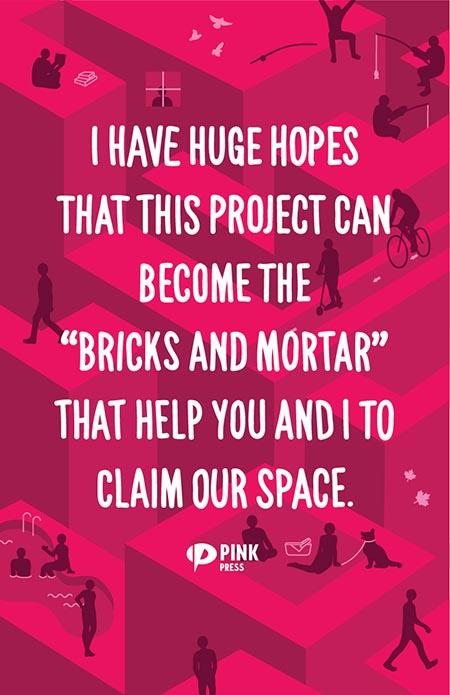 I HAVE HUGE HOPES
THAT THIS PROJECT CAN
BECOME THE
“BRICKS AND MORTAR”
THAT HELP YOU AND I TO
CLAIM OUR SPACE.
PINK
PRESS